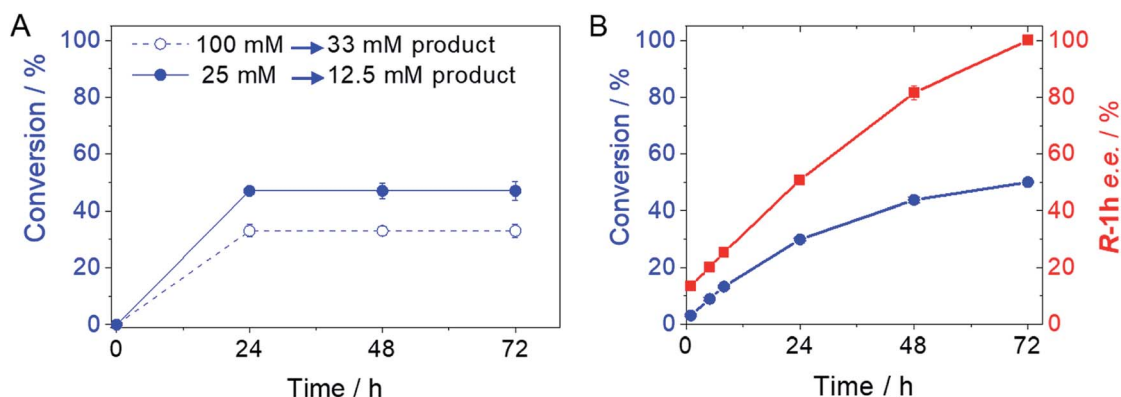 A
100 mM → 33 mM product
25 mM → 12.5 mM product
Conversion / %
100
80
60
40
20
0
0 24 48 72
Time / h
B
Conversion / %
100
80
60
40
20
0
0 24 48 72
Time / h
100
80
60
40
20
0
R-1h e.e. / %